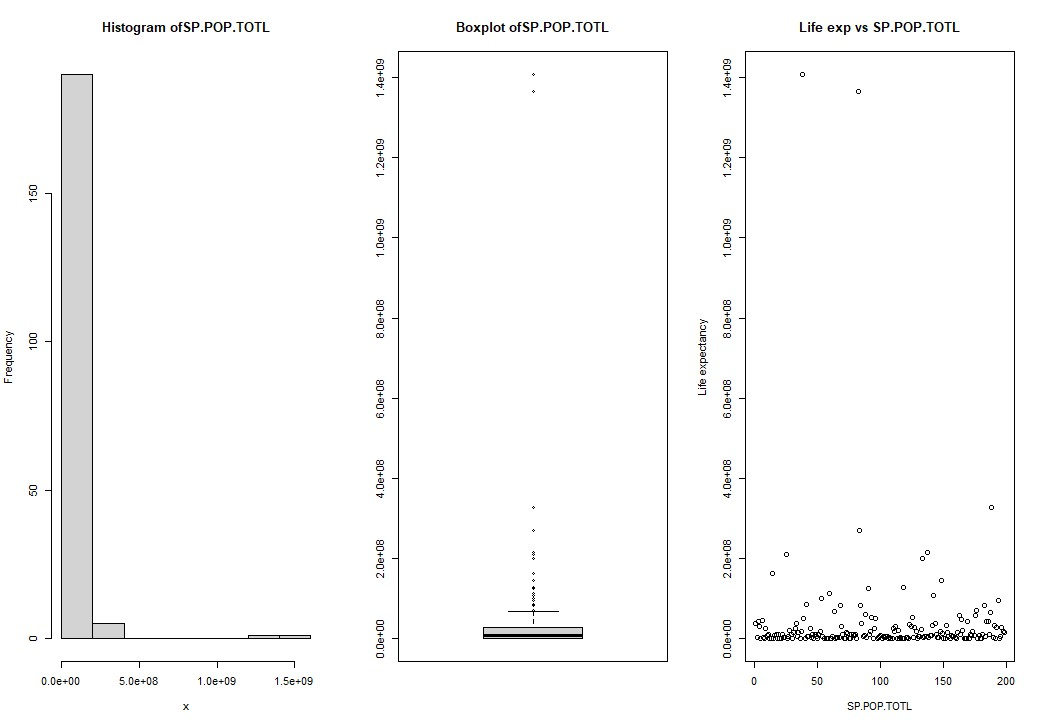 Histogram ofSP.POP.TOTL
Frequency
0
50
100
150
0.0e+00 5.0e+08 1.0e+09 1.5e+09
x
Boxplot ofSP.POP.TOTL
0.0e+00 2.0e+08 4.0e+08 6.0e+08 8.0e+08 1.0e+09 1.2e+09 1.4e+09
Life exp vs SP.POP.TOTL
Life expectancy
0.0e+00 2.0e+08 4.0e+08 6.0e+08 8.0e+08 1.0e+09 1.2e+09 1.4e+09
0 50 100 150 200
SP.POP.TOTL